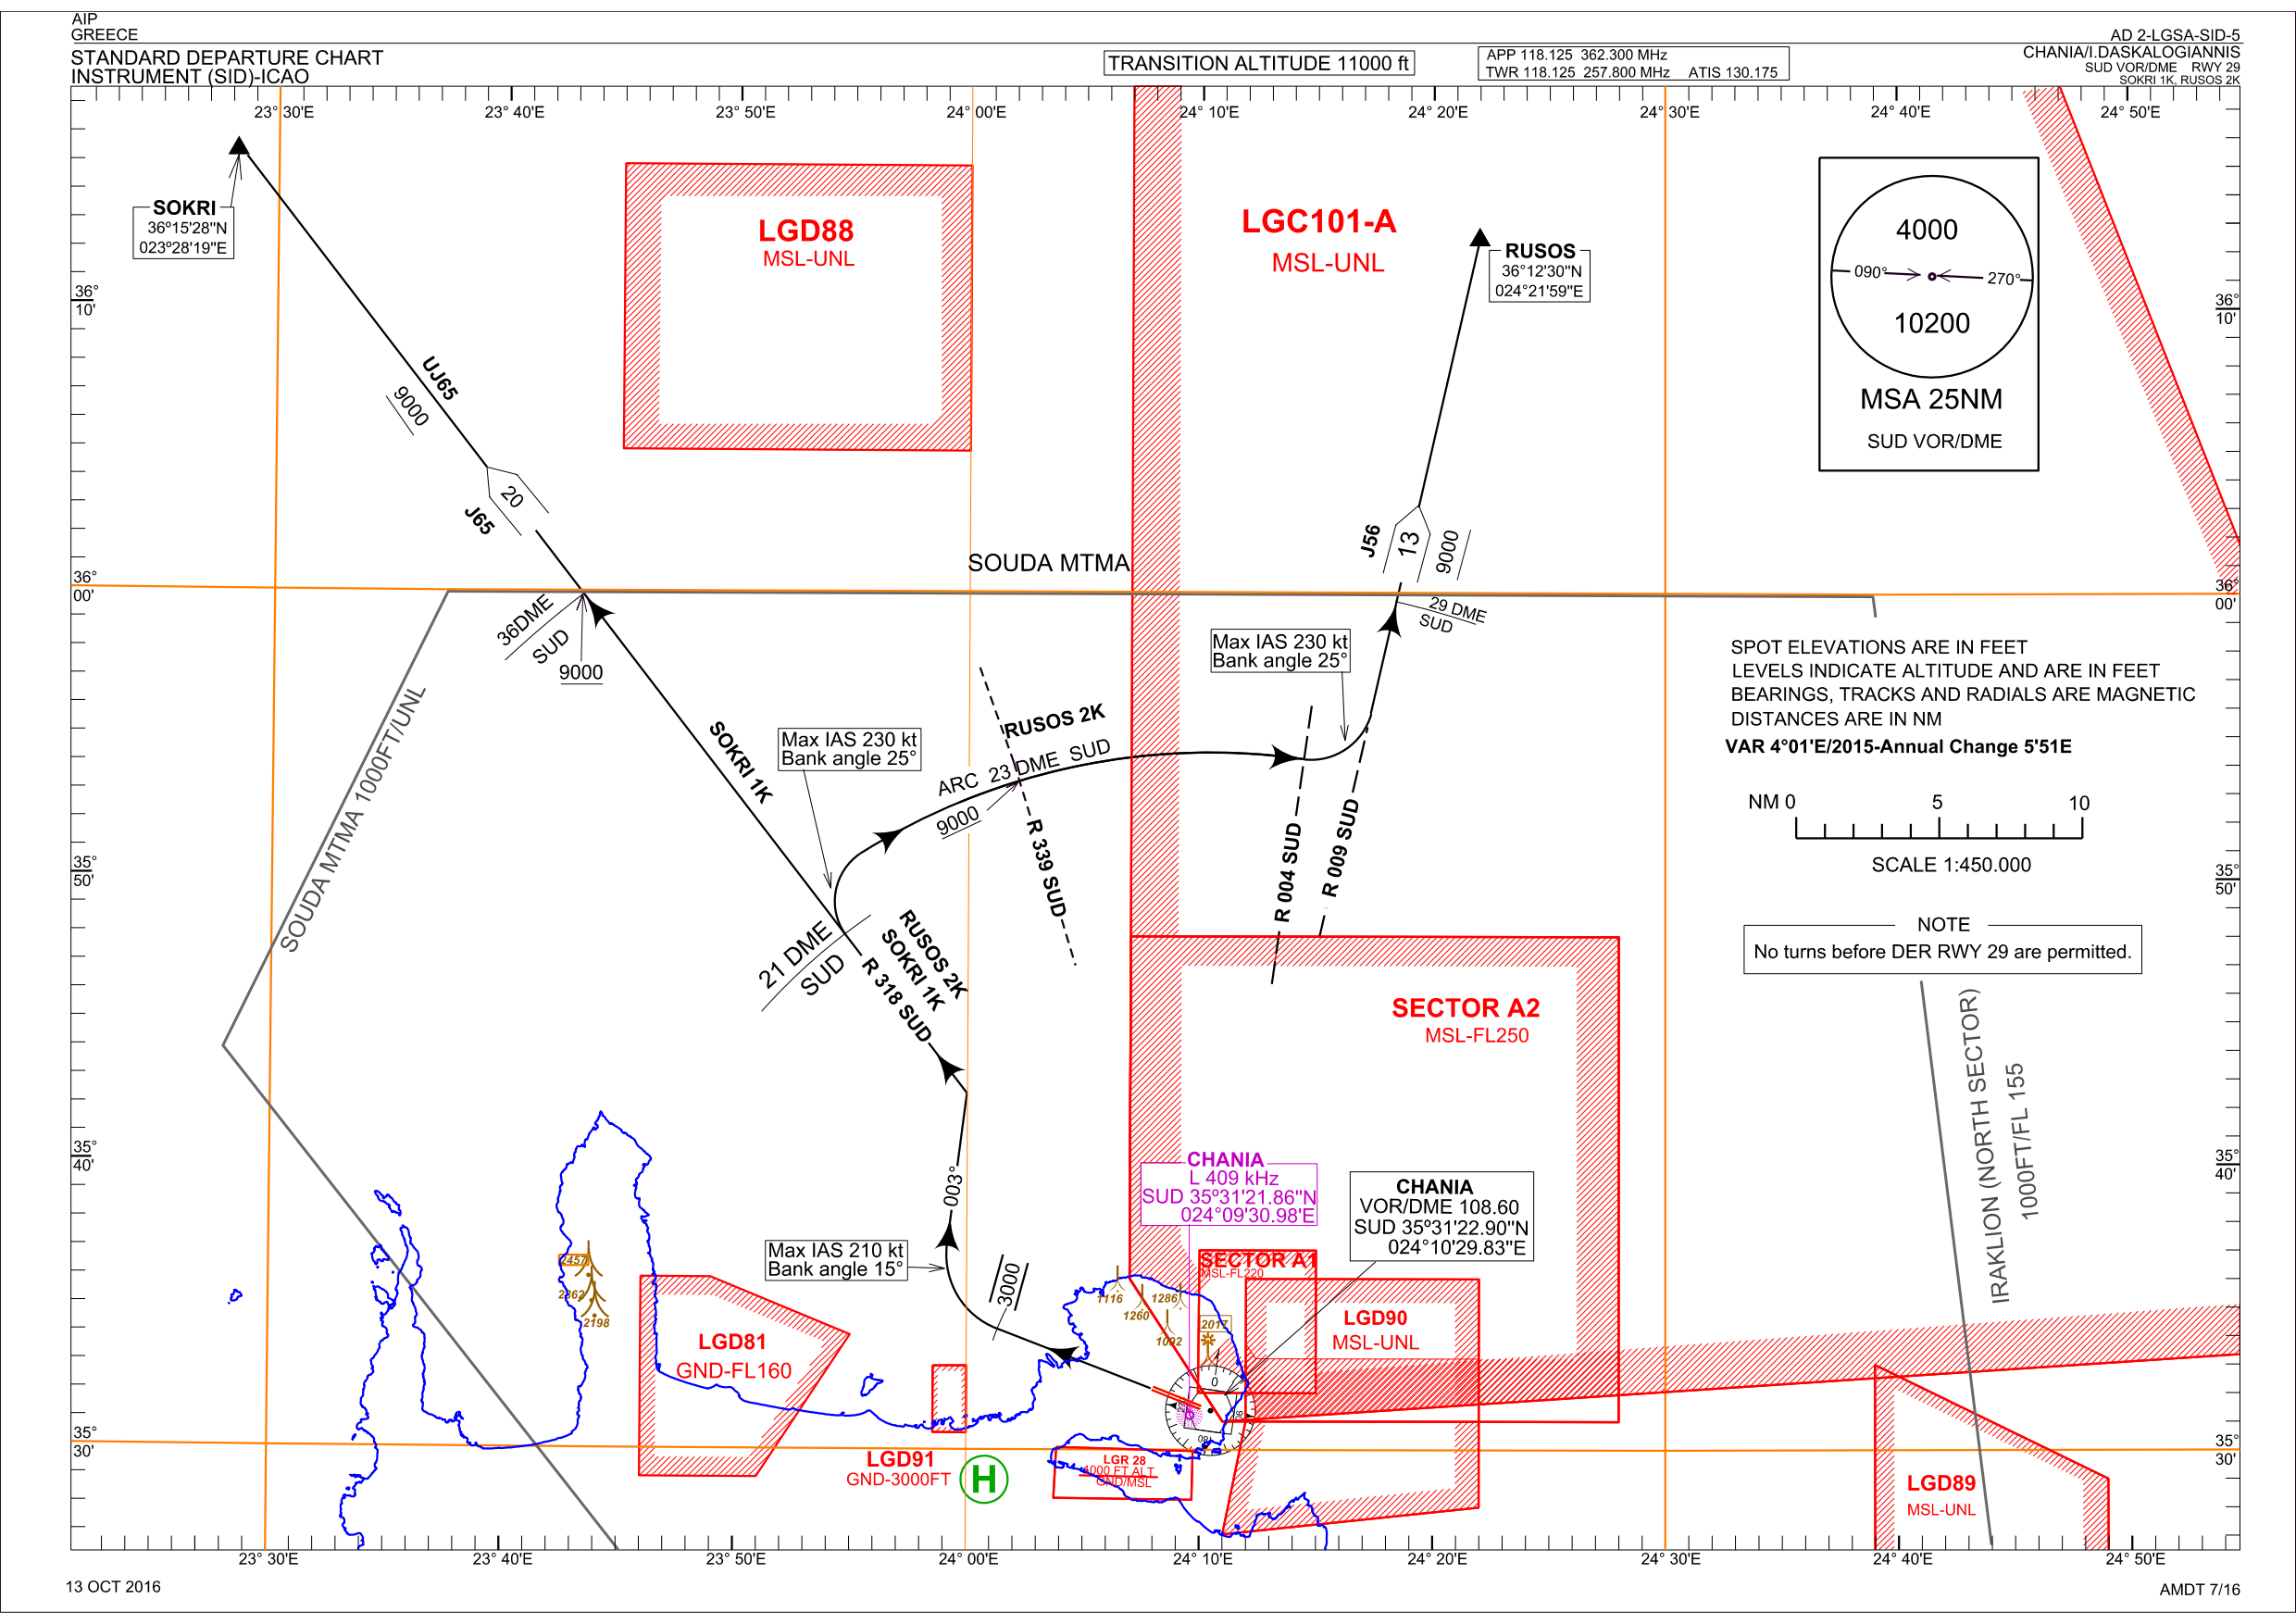 AIP
GREECE
STANDARD DEPARTURE CHART
INSTRUMENT (SID)-ICAO
TRANSITION ALTITUDE 11000 ft
APP 118.125 362.300 MHz
TWR 118.125 257.800 MHz ATIS 130.175
AD 2-LGSA-SID-5
CHANIA/I.DASKALOGIANNIS
SUD VOR/DME RWY 29
SOKRI 1K, RUSOS 2K
23° 30'E 23° 40'E 23° 50'E 24° 00'E 24° 10'E 24° 20'E 24° 30'E 24° 40'E 24° 50'E
SOKRI
36º15'28"N
023º28'19"E
LGD88
MSL-UNL
LGC101-A
MSL-UNL
RUSOS
36°12'30"N
024°21'59"E
4000
090° 270°
10200
MSA 25NM
SUD VOR/DME
36°
10'
36°
10'
UJ65
9000
20
J65
J56
13
9000
SOUDA MTMA
36°
00'
36°
00'
36DME
SUD
9000
29 DME
SUD
Max IAS 230 kt
Bank angle 25°
SPOT ELEVATIONS ARE IN FEET
LEVELS INDICATE ALTITUDE AND ARE IN FEET
BEARINGS, TRACKS AND RADIALS ARE MAGNETIC
DISTANCES ARE IN NM
VAR 4°01'E/2015-Annual Change 5'51E
SOUDA MTMA 1000FT/UNL
SOKRI 1K
Max IAS 230 kt
Bank angle 25°
RUSOS 2K
ARC 23 DME SUD
9000
R 339 SUD
R 004 SUD
R 009 SUD
NM 0 5 10
SCALE 1:450.000
35°
50'
35°
50'
21 DME
SUD
RUSOS 2K
SOKRI 1K
R 318 SUD
NOTE
No turns before DER RWY 29 are permitted.
SECTOR A2
MSL-FL250
IRAKLION (NORTH SECTOR)
1000FT/FL 155
35°
40'
35°
40'
003°
CHANIA
L 409 kHz
SUD 35º31'21.86"N
024°09'30.98'E
CHANIA
VOR/DME 108.60
SUD 35º31'22.90"N
024°10'29.83"E
Max IAS 210 kt
Bank angle 15°
3000
SECTOR A1
MSL-FL220
2457
2362
2198
1116
1260
1286
1092
2017
0
LGD81
GND-FL160
LGD90
MSL-UNL
35°
30'
35°
30'
LGD91
GND-3000FT
H
LGR 28
4000 FT ALT
GND/MSL
LGD89
MSL-UNL
23° 30'E 23° 40'E 23° 50'E 24° 00'E 24° 10'E 24° 20'E 24° 30'E 24° 40'E 24° 50'E
13 OCT 2016
AMDT 7/16